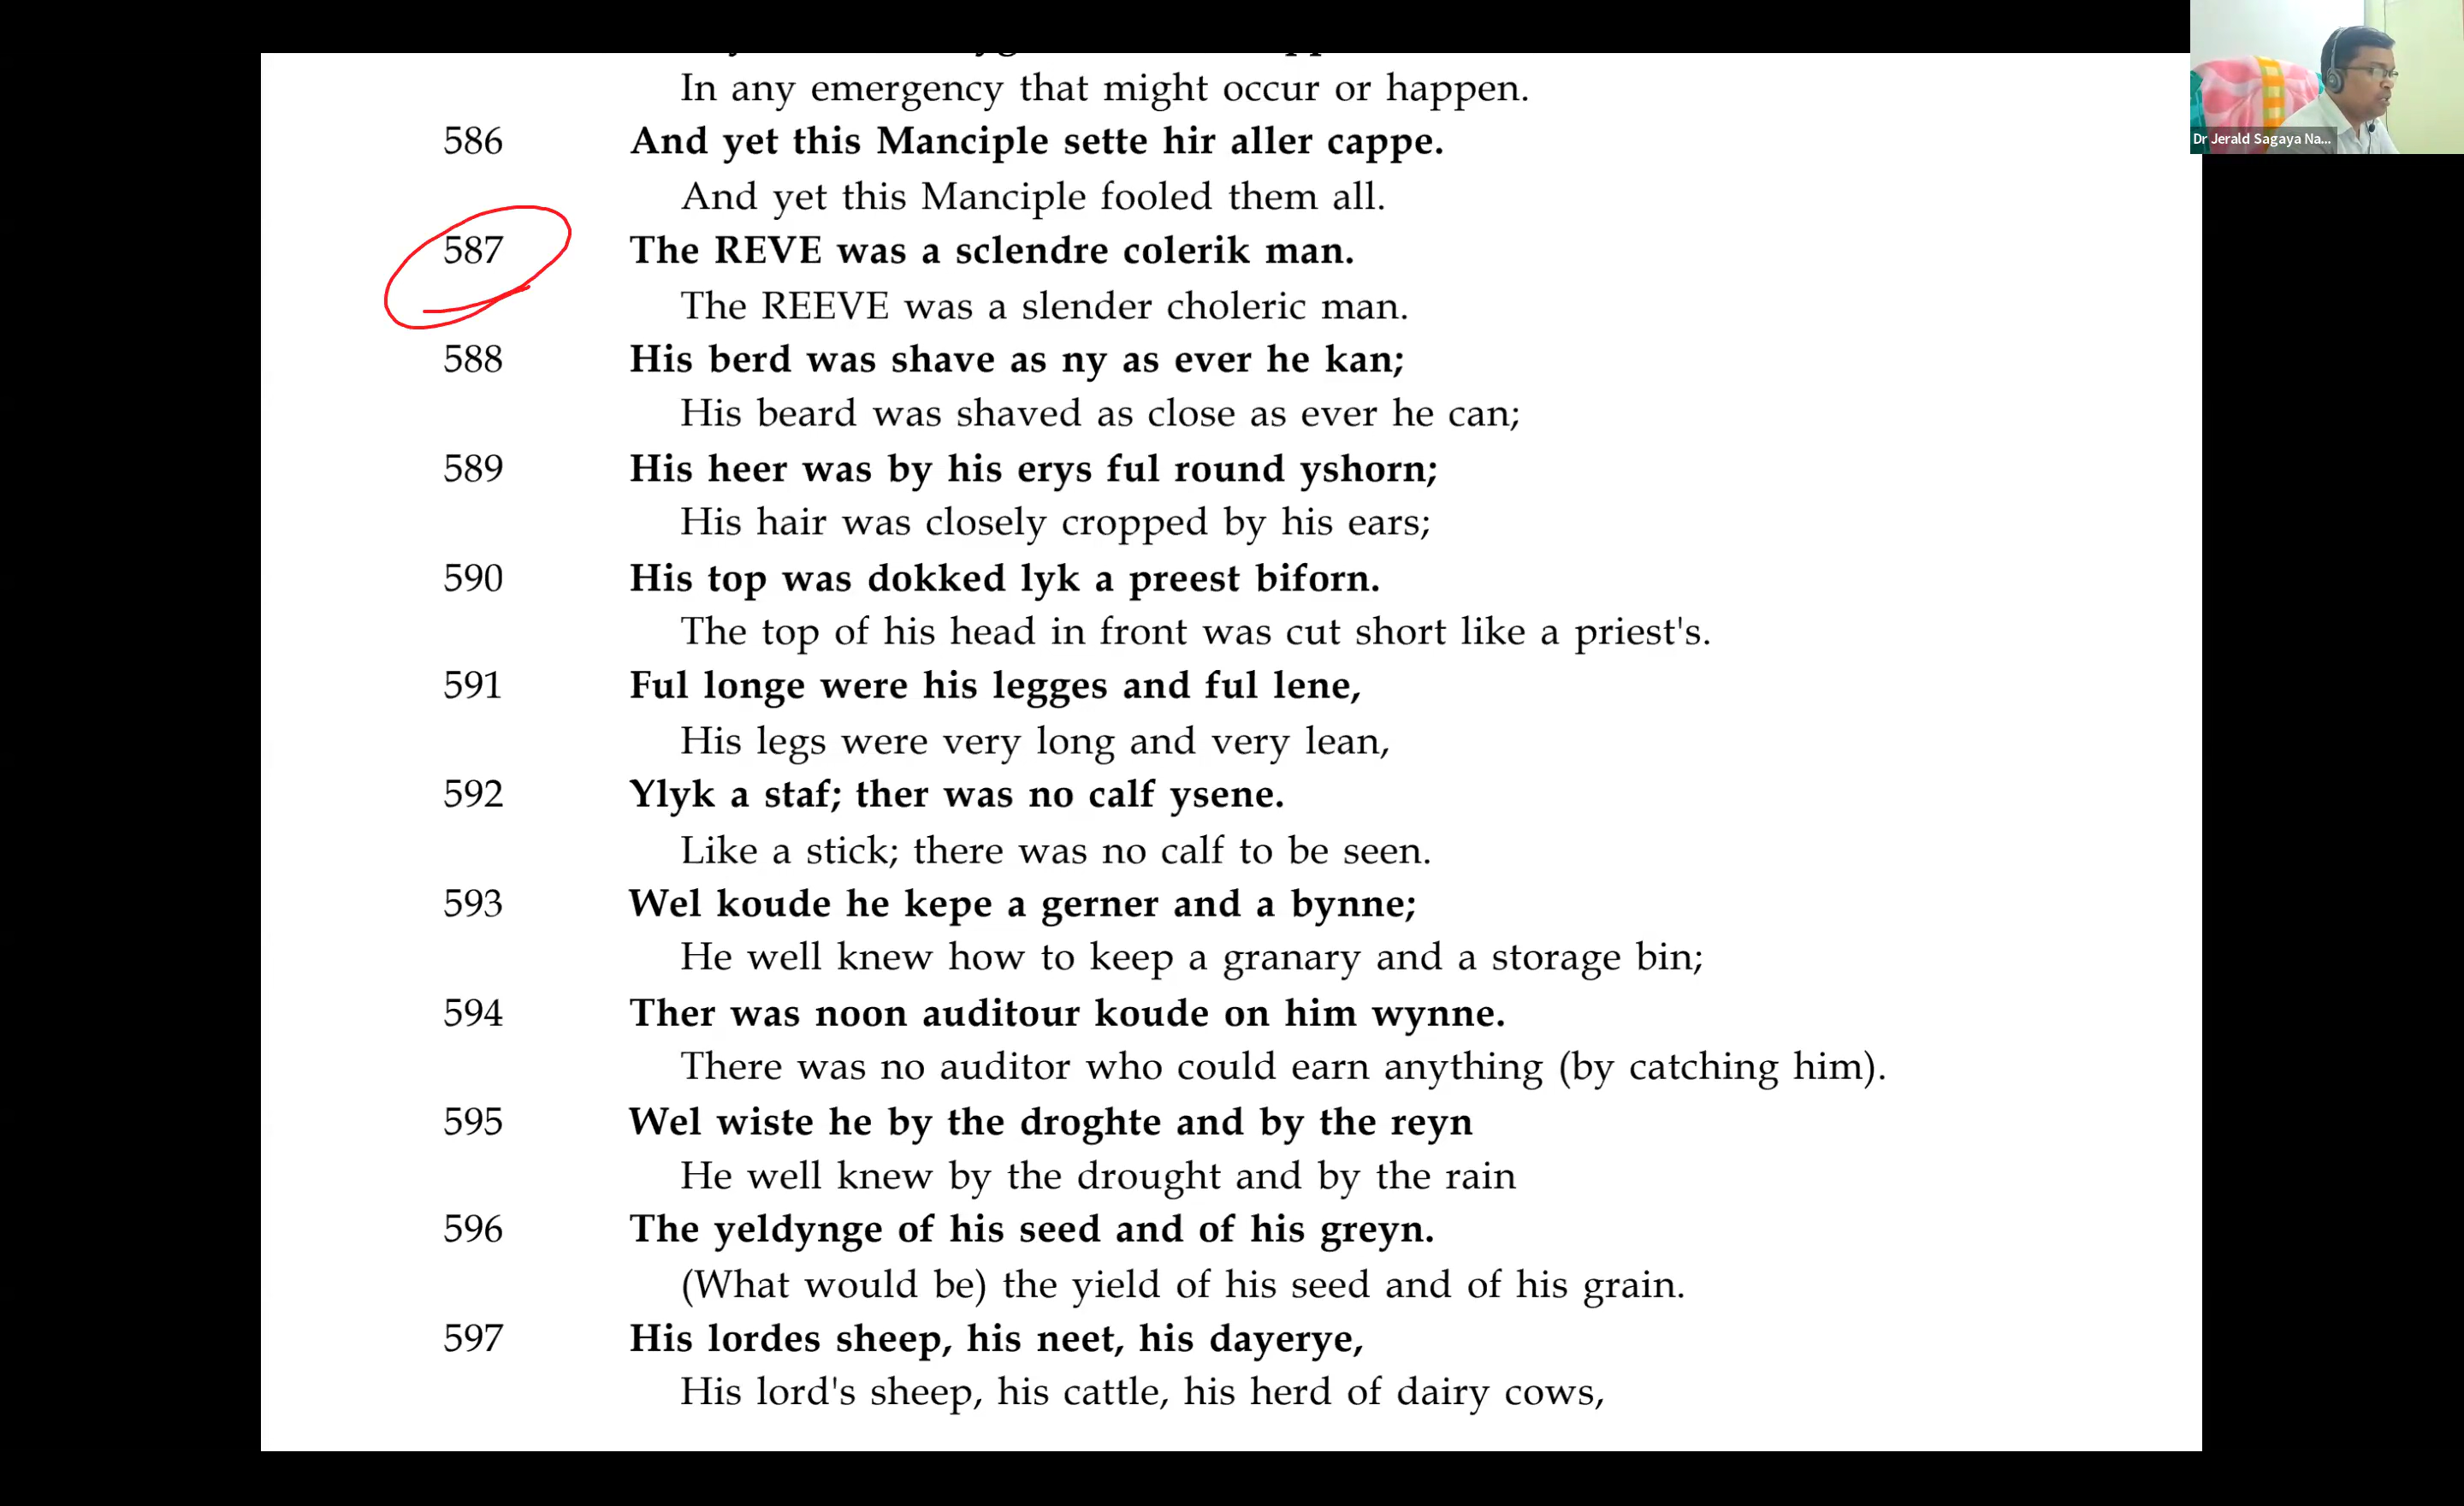 In any emergency that might occur or happen.
586 And yet this Manciple sette hir aller cappe.
And yet this Manciple fooled them all.
587 The REVE was a sclendre colerik man.
The REEVE was a slender choleric man.
588 His berd was shave as ny as ever he kan;
His beard was shaved as close as ever he can;
589 His heer was by his erys ful round yshorn;
His hair was closely cropped by his ears;
590 His top was dokked lyk a preest biforn.
The top of his head in front was cut short like a priest's.
591 Ful longe were his legges and ful lene,
His legs were very long and very lean,
592 Ylyk a staf; ther was no calf ysene.
Like a stick; there was no calf to be seen.
593 Wel koude he kepe a gerner and a bynne;
He well knew how to keep a granary and a storage bin;
594 Ther was noon auditour koude on him wynne.
There was no auditor who could earn anything (by catching him).
595 Wel wiste he by the droghte and by the reyn
He well knew by the drought and by the rain
596 The yeldynge of his seed and of his greyn.
(What would be) the yield of his seed and of his grain.
597 His lordes sheep, his neet, his dayerye,
His lord's sheep, his cattle, his herd of dairy cows,
Dr Jerald Sagaya Na...